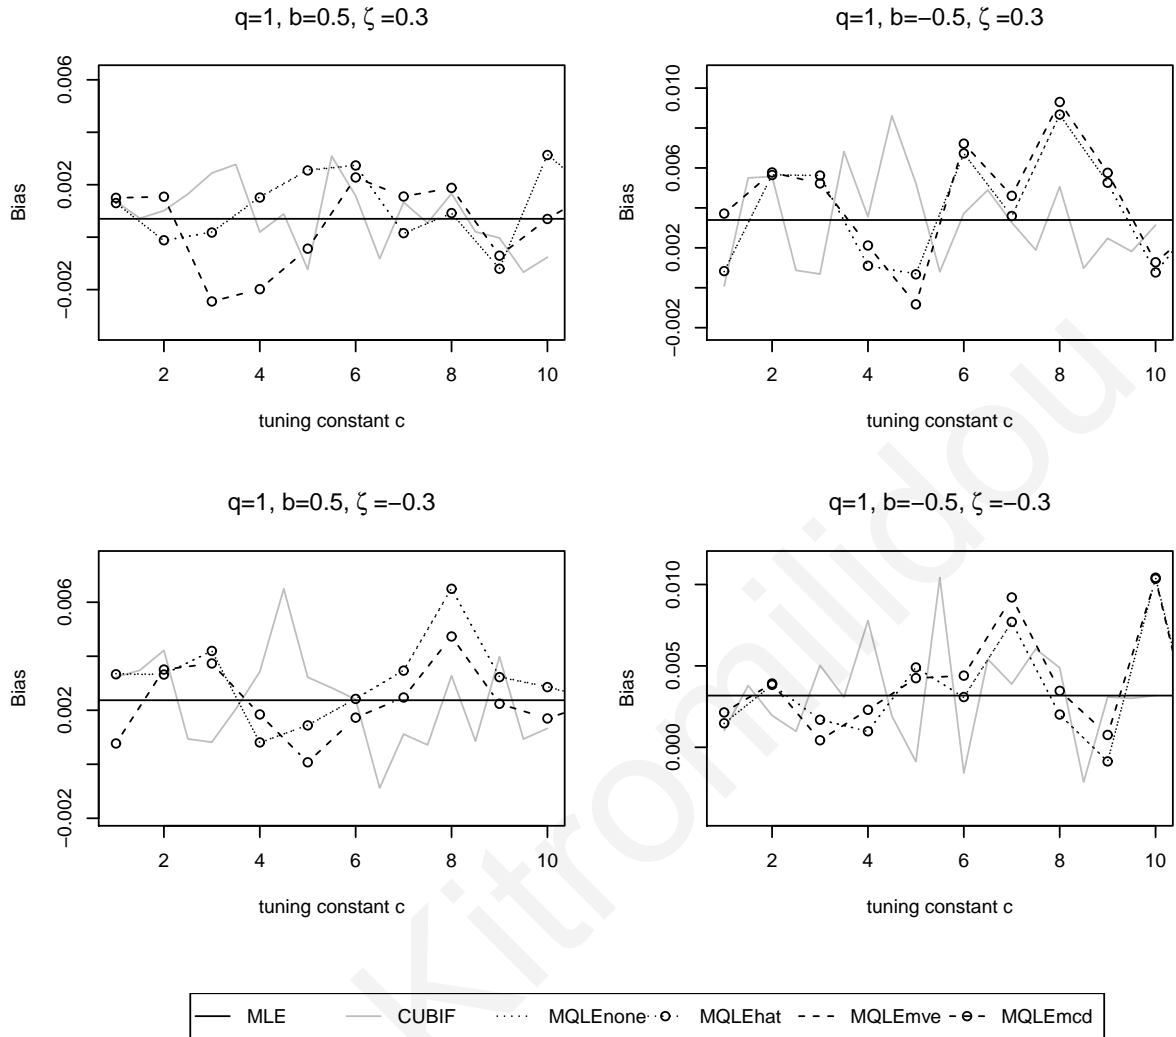 q=1, b=0.5, ζ =0.3
Bias
0.006
0.002
−0.002
2 4 6 8 10
tuning constant c
q=1, b=−0.5, ζ =0.3
Bias
0.010
0.006
0.002
−0.002
2 4 6 8 10
tuning constant c
q=1, b=0.5, ζ =−0.3
Bias
0.006
0.002
−0.002
2 4 6 8 10
tuning constant c
q=1, b=−0.5, ζ =−0.3
Bias
0.010
0.005
0.000
2 4 6 8 10
tuning constant c
MLE CUBIF MQLEnone MQLEhat MQLEmve MQLEmcd
Kitromilidou